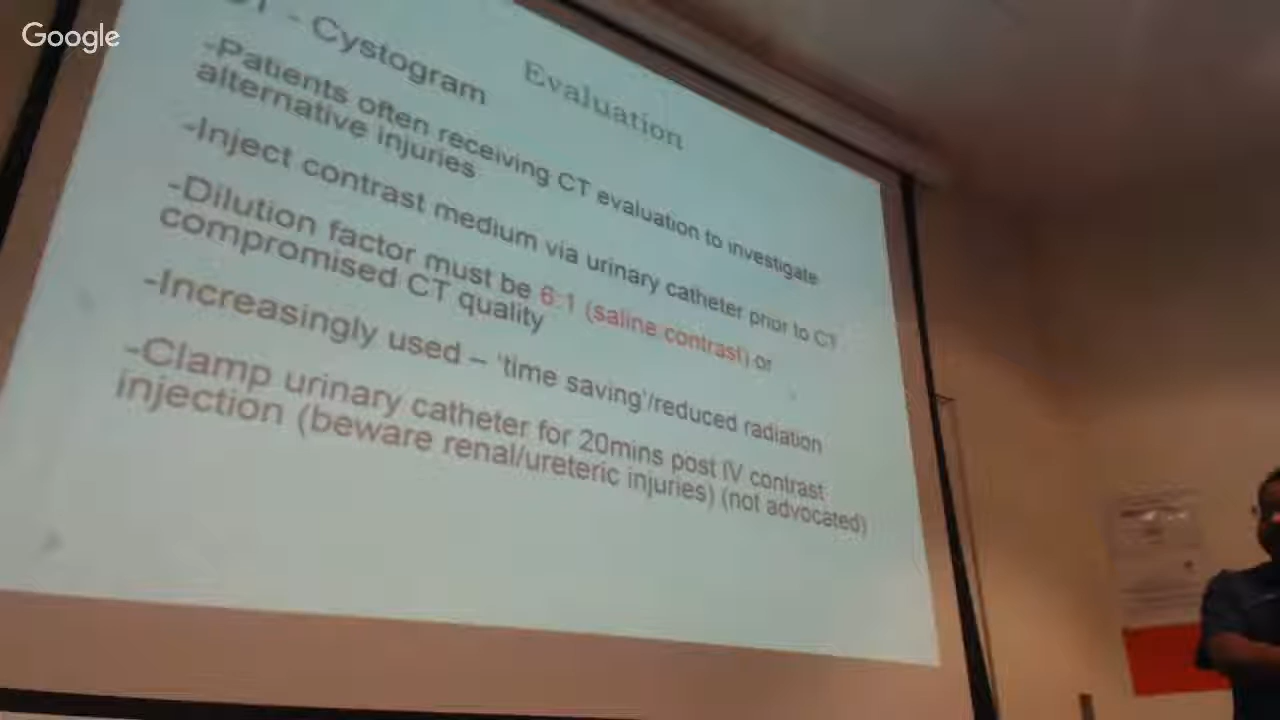 Google
Evaluation
- Cystogram
-Patients often receiving CT evaluation to investigate
alternative injuries
-Inject contrast medium via urinary catheter prior to CT
-Dilution factor must be 6:1 (saline:contrast) or
compromised CT quality
-Increasingly used – 'time saving'/reduced radiation
-Clamp urinary catheter for 20mins post IV contrast
injection (beware renal/ureteric injuries) (not advocated)